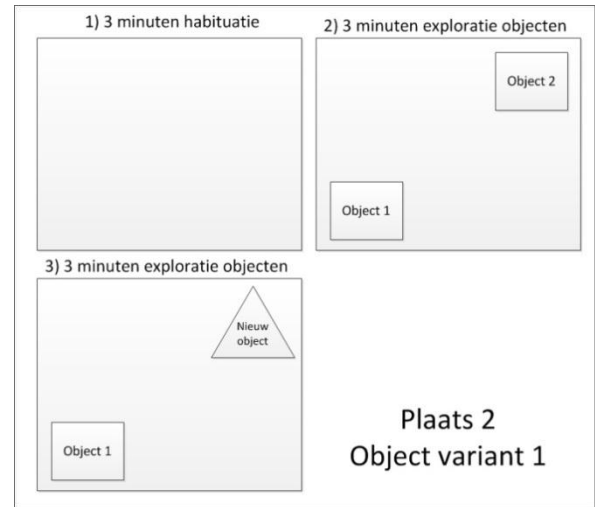 1) 3 minuten habituatie
2) 3 minuten exploratie objecten
Object 2
Object 1
3) 3 minuten exploratie objecten
Nieuw
object
Object 1
Plaats 2
Object variant 1